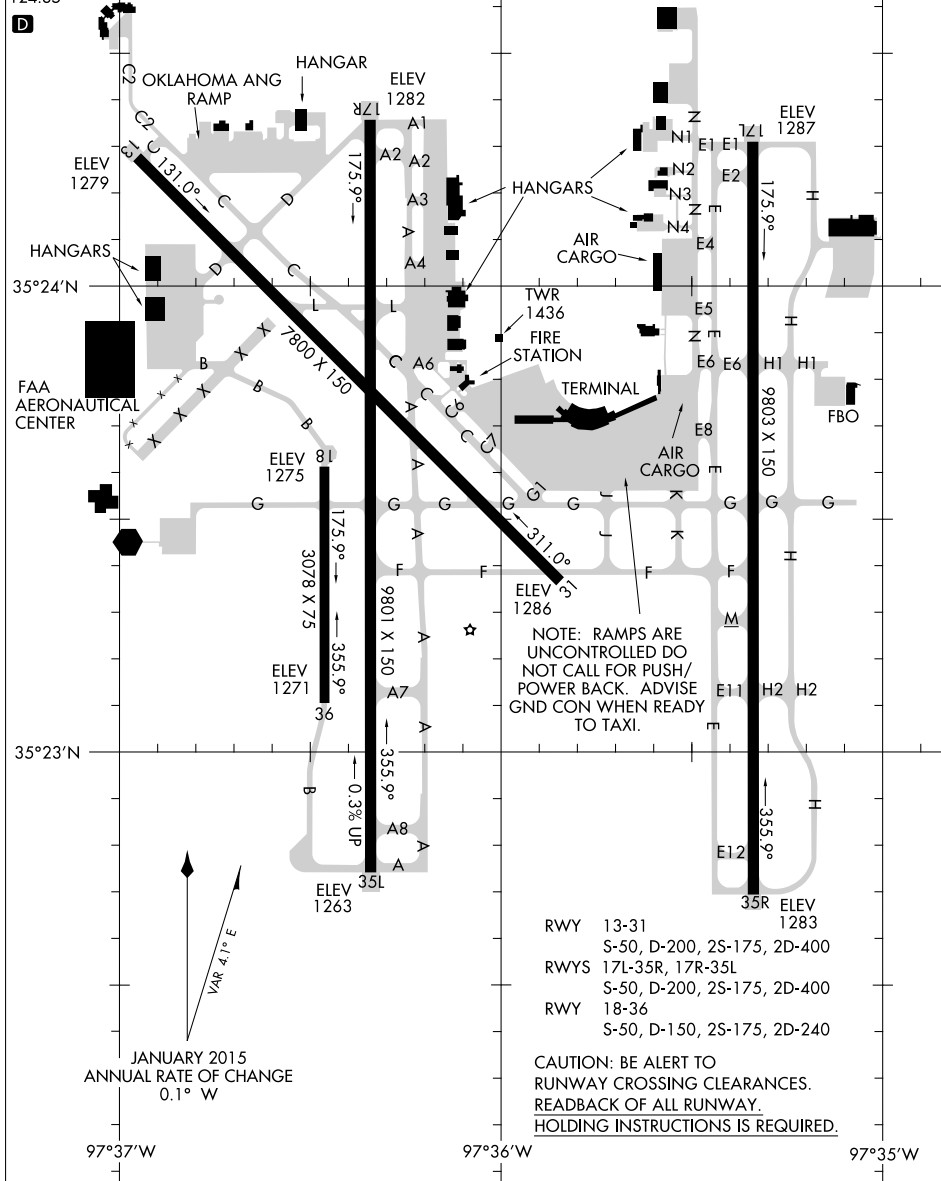 D
C2
HANGAR
OKLAHOMA ANG
RAMP
ELEV
1282
17R
A1
N
ELEV
1287
17L
C2
C
N1
E1
E1
13
ELEV
1279
131.0°
175.9°
A2
A2
N2
E2
175.9°
C
D
A3
HANGARS
N3
N
E
H
A
N4
HANGARS
AIR
CARGO
E4
D
C
A4
35°24'N
L
L
TWR
1436
E5
H
X
7800 X 150
FIRE
STATION
N
E
B
X
C
A6
E6
E6
H1
H1
FAA
AERONAUTICAL
CENTER
x
x
X
B
C
C6
TERMINAL
9803 X 150
FBO
x
x
X
B
A
C
C7
E8
AIR
CARGO
ELEV
1275
18
A
E
G1
J
K
G
G
G
G
G
G
J
K
G
G
G
175.9°
A
311.0°
H
3078 X 75
F
F
31
F
F
ELEV
1286
9801 X 150
A
M
355.9°
NOTE: RAMPS ARE
UNCONTROLLED DO
NOT CALL FOR PUSH/
POWER BACK. ADVISE
GND CON WHEN READY
TO TAXI.
ELEV
1271
36
A7
E11
H2
H2
A
E
35°23'N
355.9°
B
0.3% UP
H
355.9°
A8
A
E12
A
ELEV
1263
35L
35R
ELEV
1283
VAR 4.1° E
RWY 13-31
S-50, D-200, 2S-175, 2D-400
RWYS 17L-35R, 17R-35L
S-50, D-200, 2S-175, 2D-400
RWY 18-36
S-50, D-150, 2S-175, 2D-240
JANUARY 2015
ANNUAL RATE OF CHANGE
0.1° W
CAUTION: BE ALERT TO
RUNWAY CROSSING CLEARANCES.
READBACK OF ALL RUNWAY.
HOLDING INSTRUCTIONS IS REQUIRED.
97°37'W
97°36'W
97°35'W